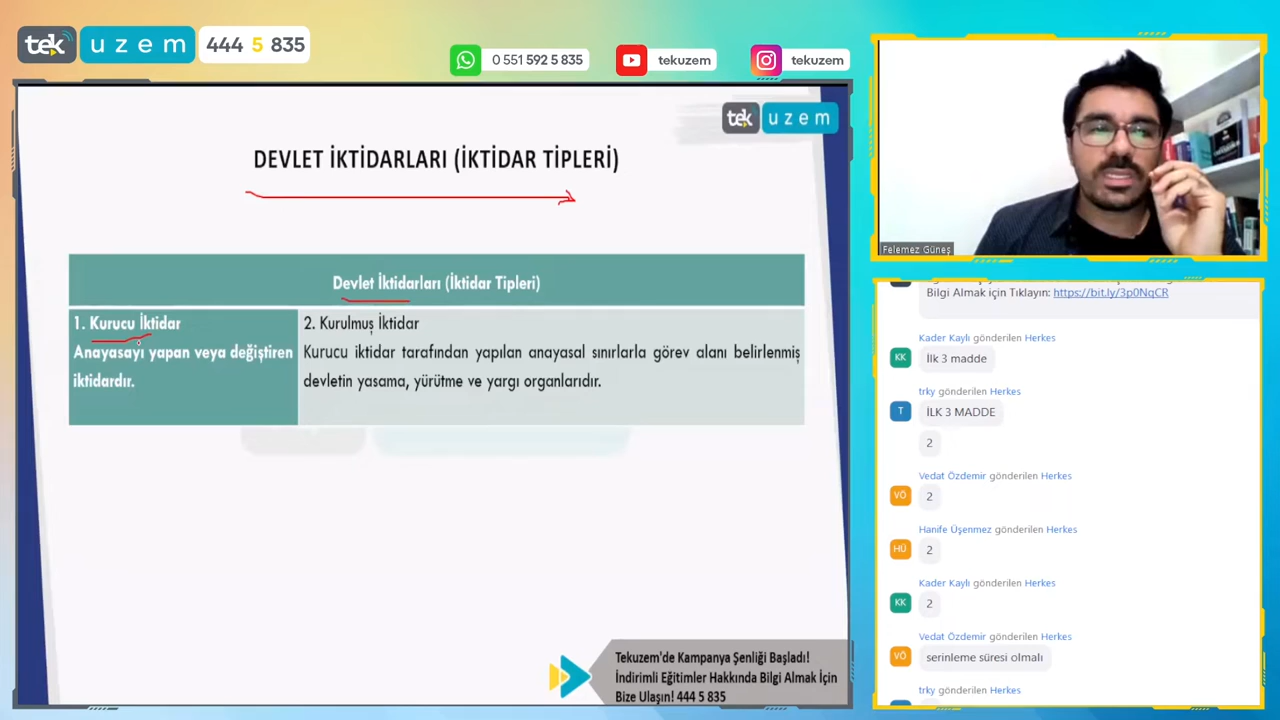 tek uzem 444 5 835
0 551 592 5 835 tekuzem tekuzem
tek uzem
DEVLET İKTİDARLARI (İKTİDAR TİPLERİ)
Devlet İktidarları (İktidar Tipleri)
1. Kurucu İktidar
Anayasayı yapan veya değiştiren
iktidardır.
2. Kurulmuş İktidar
Kurucu iktidar tarafından yapılan anayasal sınırlarla görev alanı belirlenmiş
devletin yasama, yürütme ve yargı organlarıdır.
Tekuzem'de Kampanya Şenliği Başladı!
İndirimli Eğitimler Hakkında Bilgi Almak İçin
Bize Ulaşın! 444 5 835
Felemez Güneş
Bilgi Almak için Tıklayın: https://bit.ly/3p0NqCR
Kader Kaylı gönderilen Herkes
KK İlk 3 madde
trky gönderilen Herkes
T İLK 3 MADDE
2
Vedat Özdemir gönderilen Herkes
VÖ 2
Hanife Üşenmez gönderilen Herkes
HÜ 2
Kader Kaylı gönderilen Herkes
KK 2
Vedat Özdemir gönderilen Herkes
VÖ serinleme süresi olmalı
trky gönderilen Herkes